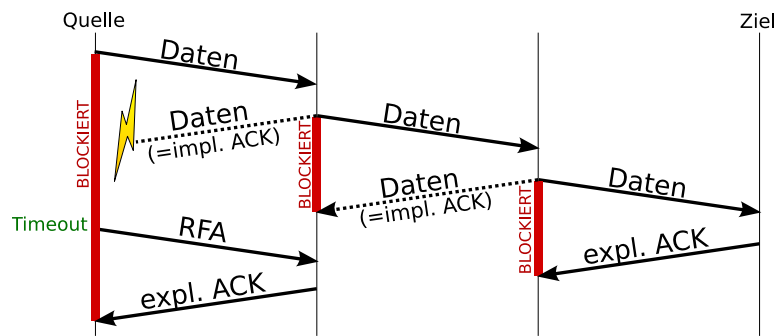 Quelle
Ziel
Daten
Daten
(=impl. ACK)
Daten
BLOCKIERT
BLOCKIERT
Daten
(=impl. ACK)
Daten
BLOCKIERT
Timeout
RFA
expl. ACK
expl. ACK